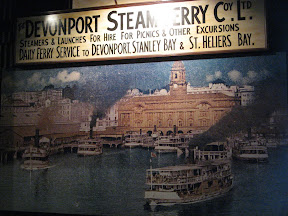 DEVONPORT STEAM FERRY COY. LTD.
STEAMERS & LAUNCHES FOR HIRE FOR PICNICS & OTHER EXCURSIONS
DAILY FERRY SERVICE TO DEVONPORT, STANLEY BAY & ST. HELIERS BAY.